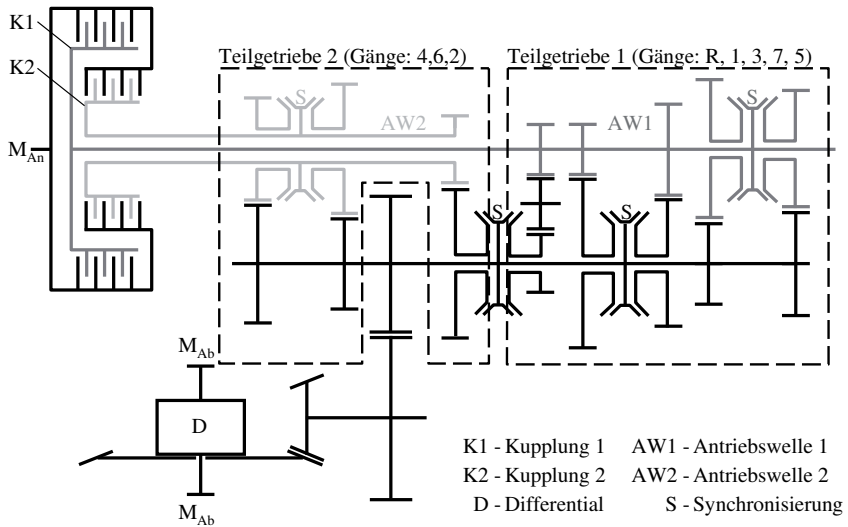 K1
K2
Teilgetriebe 2 (Gänge: 4,6,2)
Teilgetriebe 1 (Gänge: R, 1, 3, 7, 5)
S
S
AW2
AW1
M_An
S
S
M_Ab
D
M_Ab
K1 - Kupplung 1
AW1 - Antriebswelle 1
K2 - Kupplung 2
AW2 - Antriebswelle 2
D - Differential
S - Synchronisierung